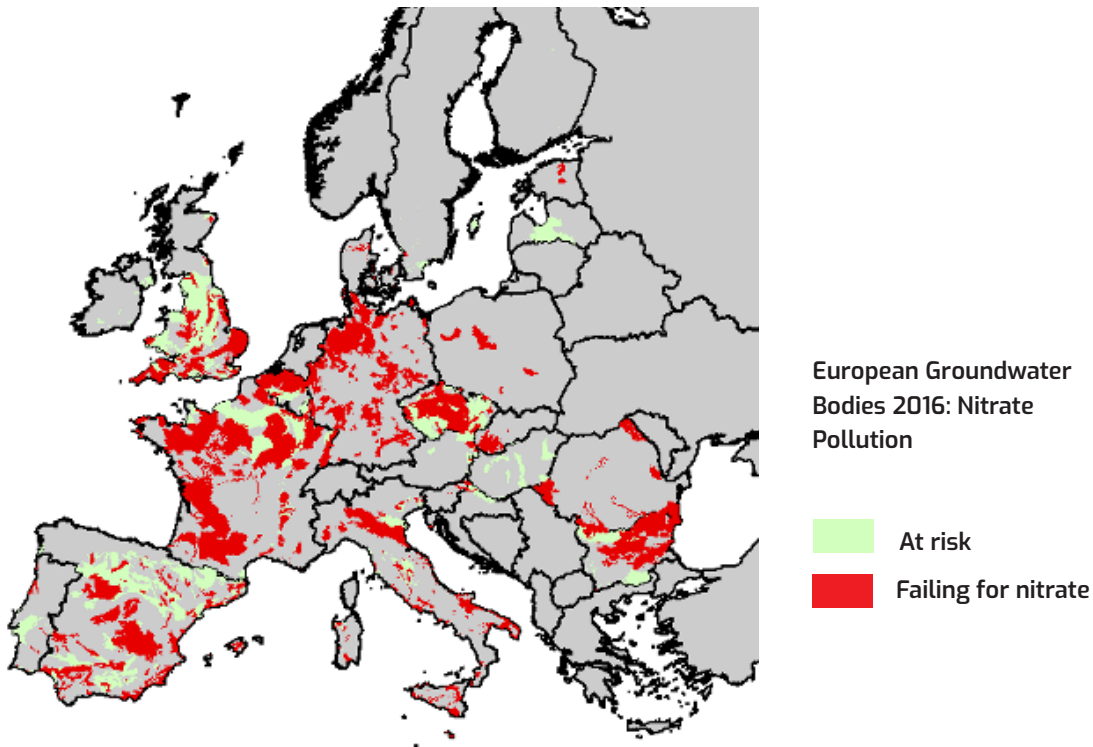 European Groundwater
Bodies 2016: Nitrate
Pollution
At risk
Failing for nitrate